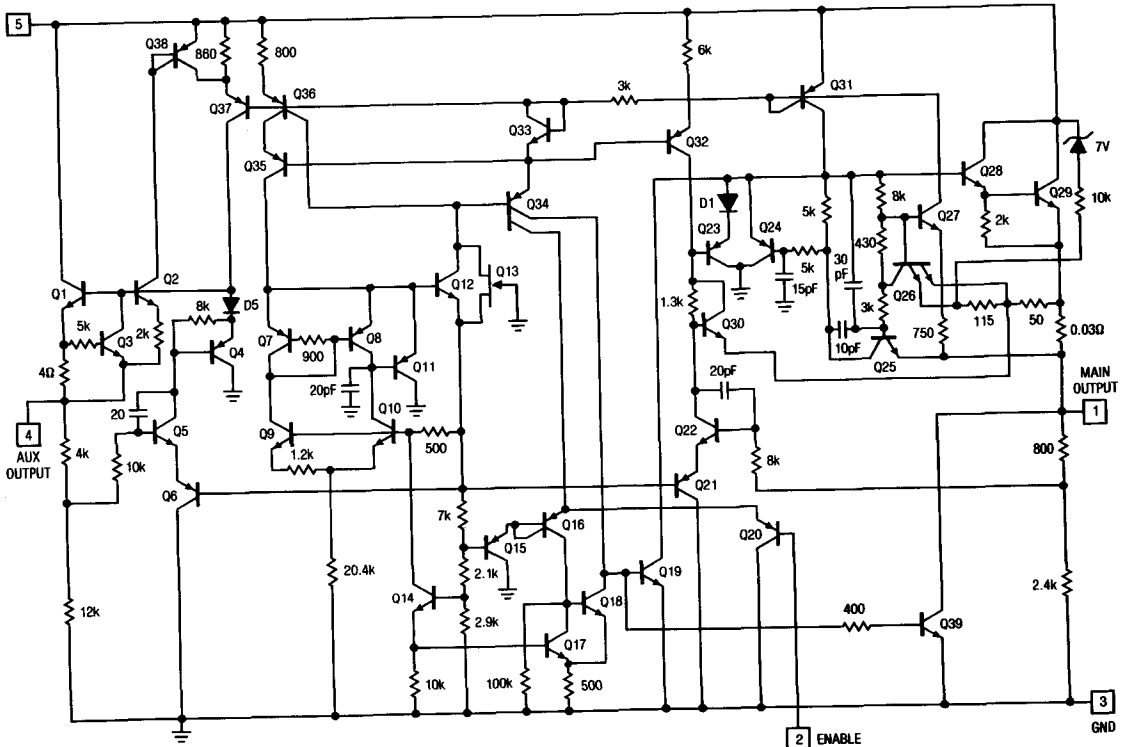 5
Q38
860
800
6k
Q36
3k
Q31
Q37
Q33
7V
Q35
Q32
Q28
Q29
Q34
D1
5k
8k
Q27
2k
10k
Q23
Q24
430
Q1
Q2
Q13
5k
30
pF
Q12
15pF
Q26
8k
D5
1.3k
3k
115
50
5k
Q3
2k
Q30
750
0.03Ω
Q4
Q7
Q8
10pF
4Ω
900
Q25
Q11
20pF
20pF
MAIN
OUTPUT
4
AUX
OUTPUT
20
Q10
1
Q5
Q9
500
Q22
4k
1.2k
800
10k
8k
Q6
Q21
7k
Q16
Q20
Q15
20.4k
2.1k
Q19
2.4k
12k
Q14
Q18
2.9k
400
Q39
Q17
10k
100k
500
3
GND
2 ENABLE